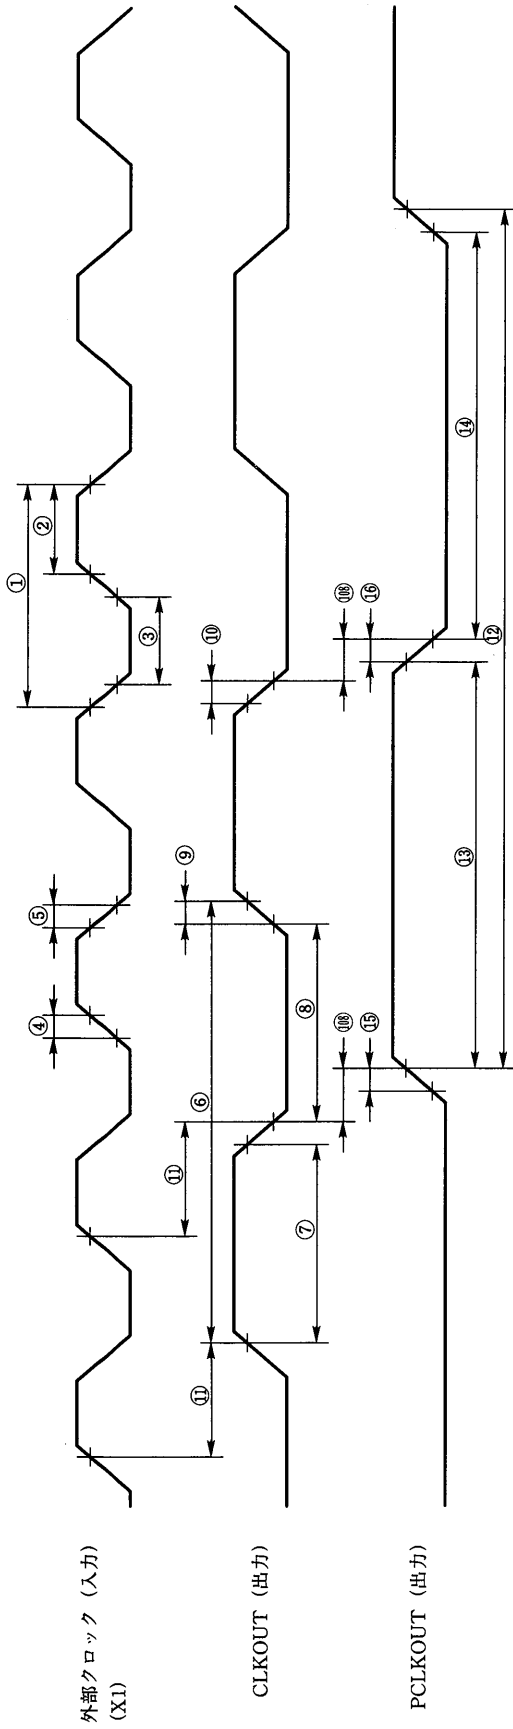 外部クロック (入力)
(X1)
① ② ③ ④ ⑤
⑪ ⑪
CLKOUT (出力)
⑥ ⑦ ⑧ ⑨ ⑩
108 108
PCLKOUT (出力)
⑫ ⑬ ⑭ ⑮ ⑯